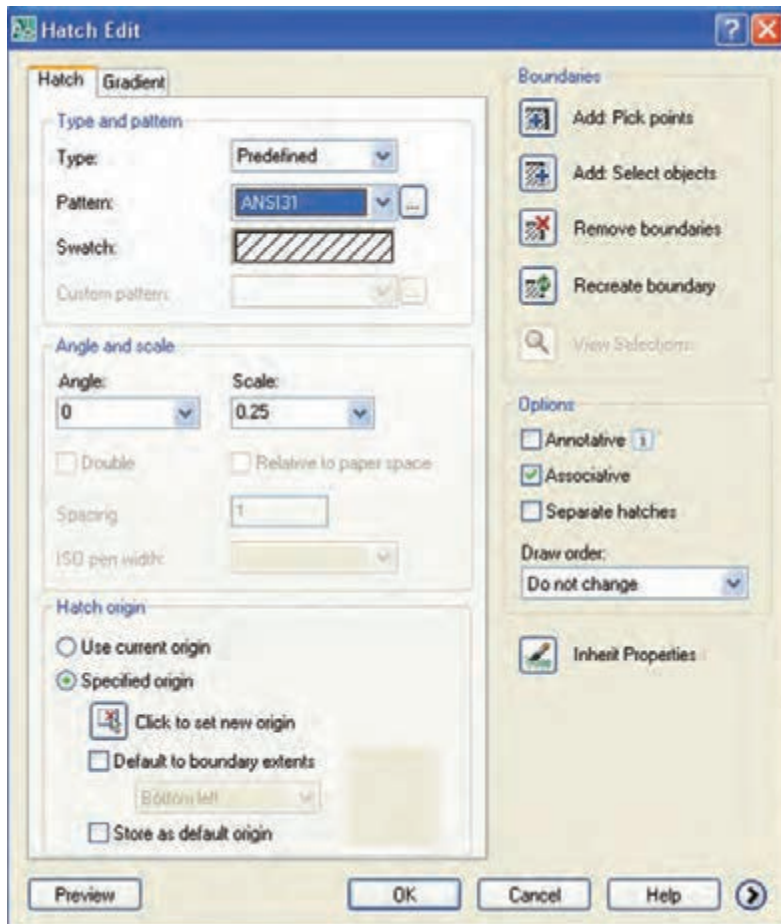 Hatch Edit
Hatch Gradient
Type and pattern
Type: Predefined
Pattern: ANSI31 ...
Swatch:
Custom pattern: ...
Angle and scale
Angle: Scale:
0 0.25
Double Relative to paper space
Spacing 1
ISO pen width:
Hatch origin
Use current origin
Specified origin
Click to set new origin
Default to boundary extents
Bottom left
Store as default origin
Boundaries
Add: Pick points
Add: Select objects
Remove boundaries
Recreate boundary
View Selections
Options
Annotative i
Associative
Separate hatches
Draw order:
Do not change
Inherit Properties
Preview OK Cancel Help